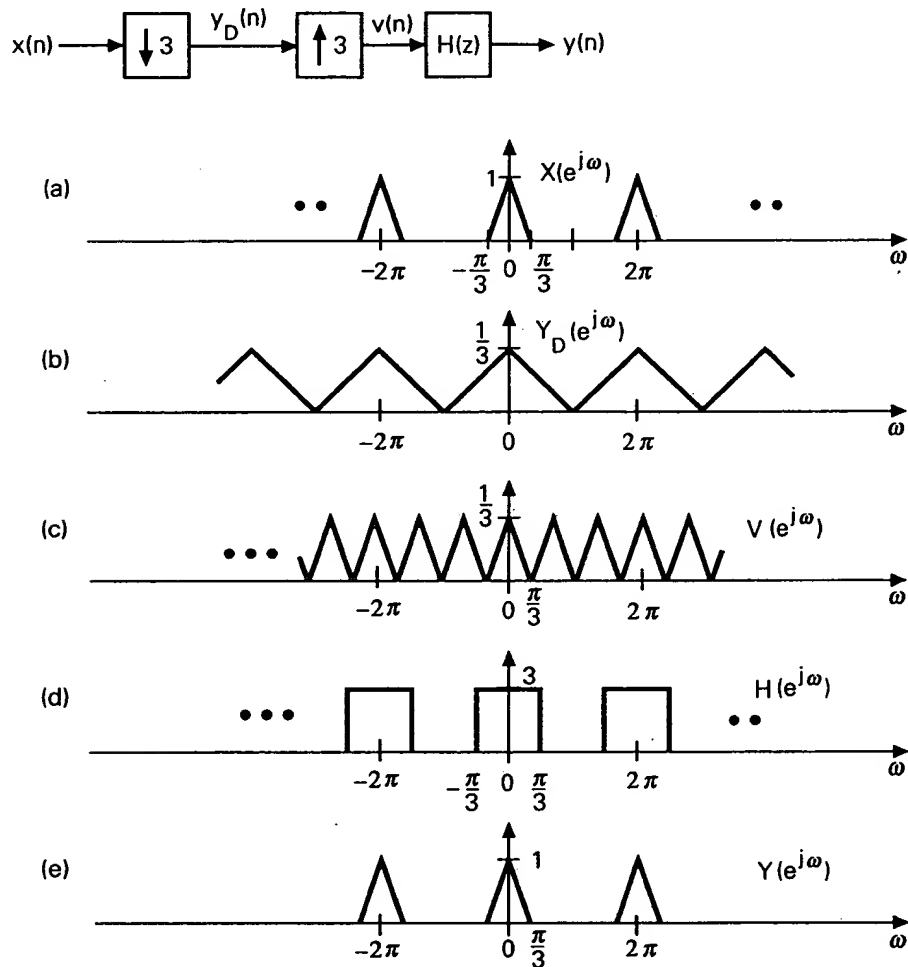 x(n) ↓ 3 y_D(n) ↑ 3 v(n) H(z) y(n)
(a) 1 X(e^{jω})
-2π -π/3 0 π/3 2π ω
(b) 1/3 Y_D(e^{jω})
-2π 0 2π ω
(c) 1/3 V(e^{jω})
-2π 0 π/3 2π ω
(d) 3 H(e^{jω})
-2π -π/3 0 π/3 2π ω
(e) 1 Y(e^{jω})
-2π 0 π/3 2π ω